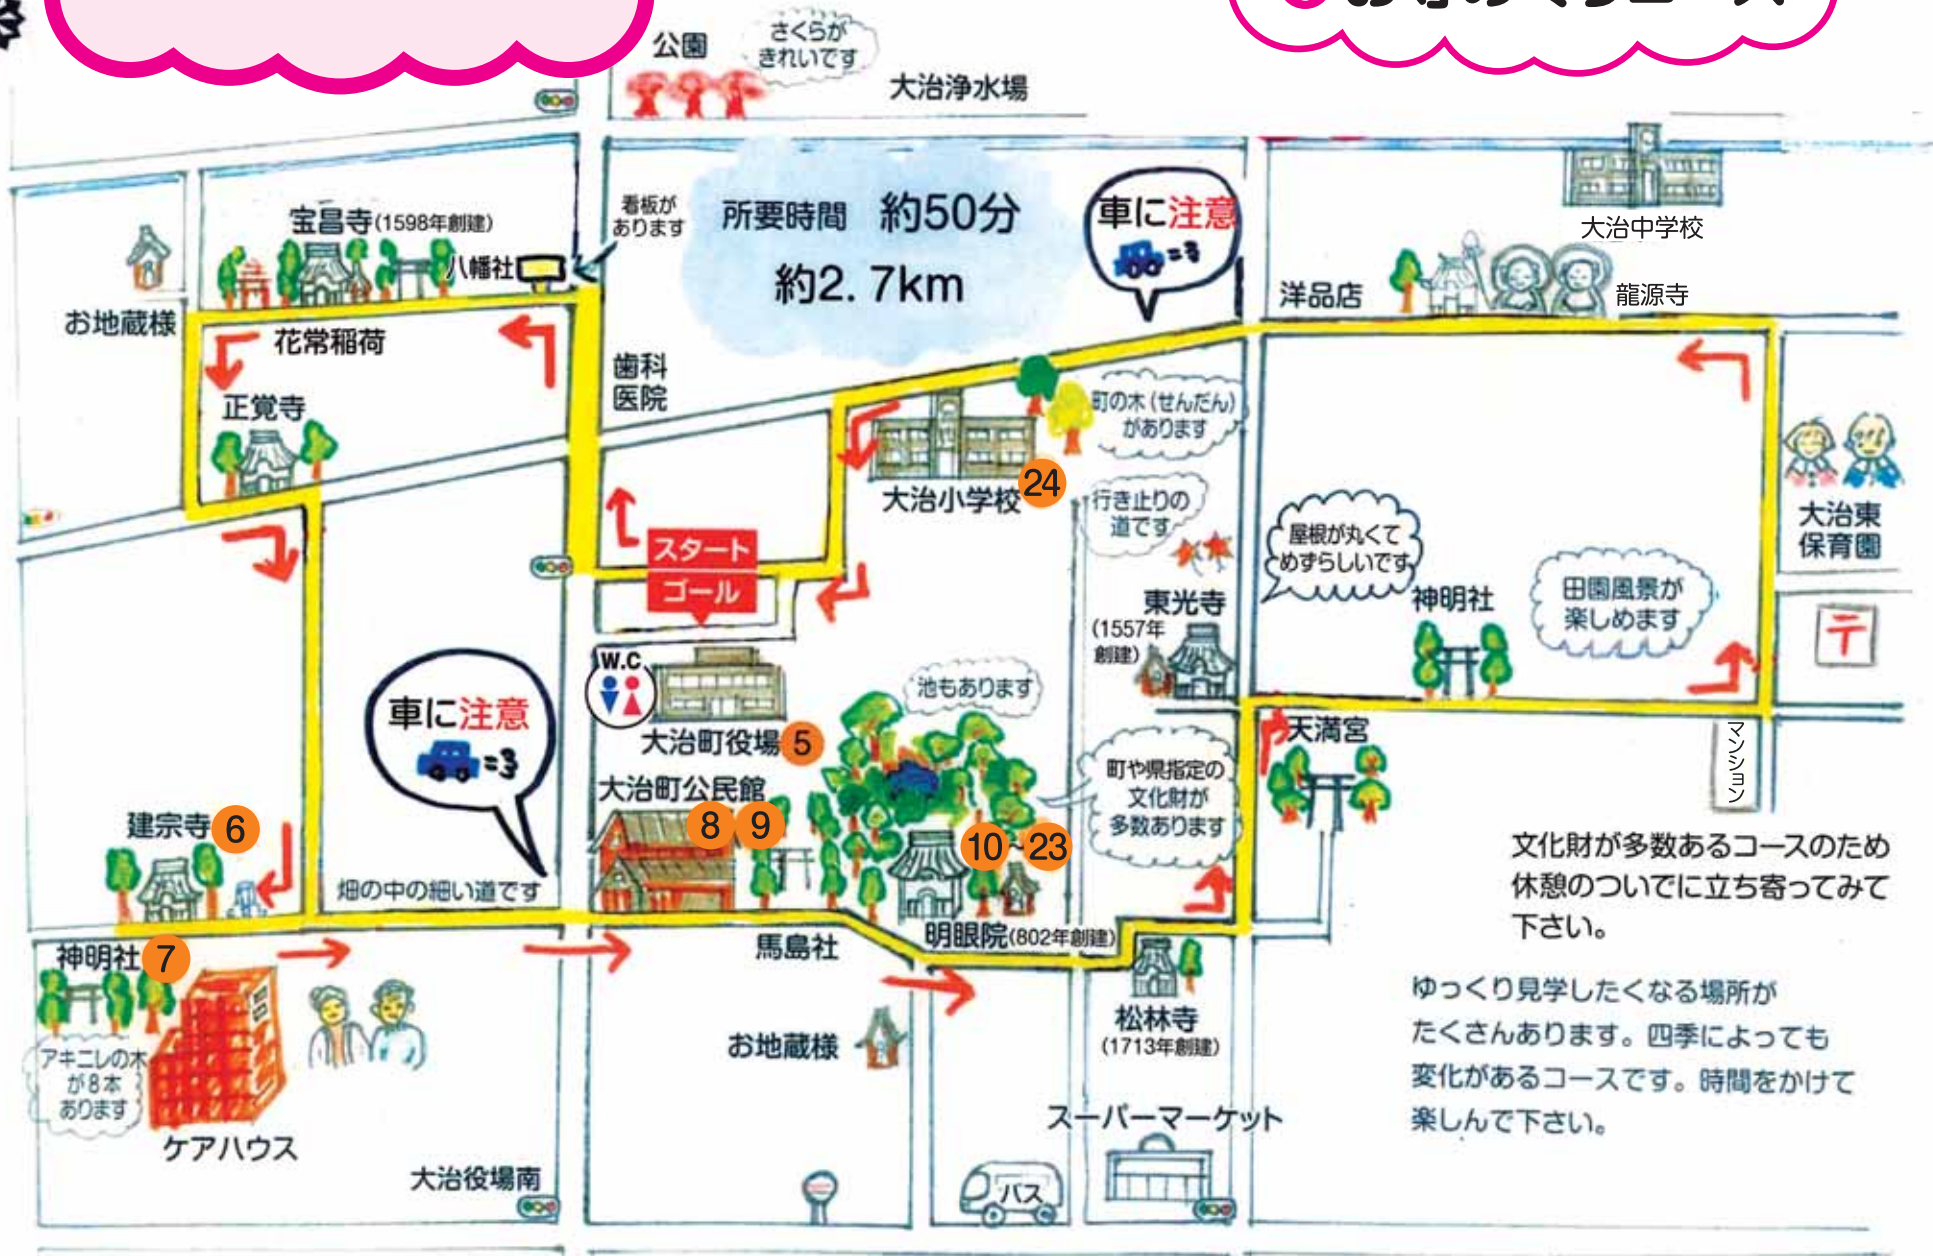 公園
さくらが
きれいです
大治浄水場
宝昌寺(1598年創建)
八幡社
看板が
あります
所要時間 約50分
約2.7km
車に注意
大治中学校
洋品店
龍源寺
お地蔵様
花常稲荷
歯科
医院
正覚寺
町の木(せんだん)
があります
大治小学校
24
行き止りの
道です
スタート
ゴール
屋根が丸くて
めずらしいです
大治東
保育園
東光寺
(1557年
創建)
神明社
田園風景が
楽しめます
〒
W.C
池もあります
車に注意
大治町役場 5
天満宮
マンション
大治町公民館
8 9
町や県指定の
文化財が
多数あります
10~23
建宗寺 6
畑の中の細い道です
文化財が多数あるコースのため
休憩のついでに立ち寄ってみて
下さい。
神明社 7
馬島社
明眼院(802年創建)
松林寺
(1713年創建)
お地蔵様
アキニレの木
が8本
あります
ケアハウス
ゆっくり見学したくなる場所が
たくさんあります。四季によっても
変化があるコースです。時間をかけて
楽しんで下さい。
スーパーマーケット
大治役場南
バス